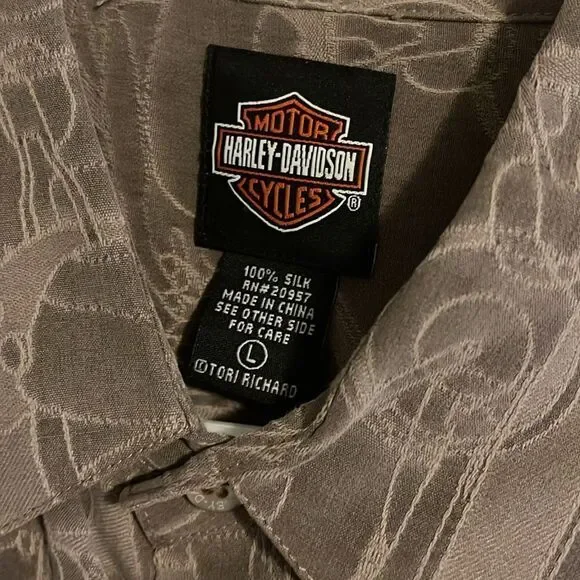 MOTOR
HARLEY-DAVIDSON
CYCLES
®
100% SILK
RN#20957
MADE IN CHINA
SEE OTHER SIDE
FOR CARE
L
©TORI RICHARD